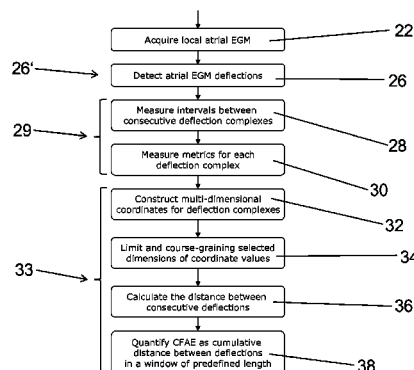 Acquire local atrial EGM
22
26'
Detect atrial EGM deflections
26
29
Measure intervals between
consecutive deflection complexes
28
Measure metrics for each
deflection complex
30
33
Construct multi-dimensional
coordinates for deflection complexes
32
Limit and course-graining selected
dimensions of coordinate values
34
Calculate the distance between
consecutive deflections
36
Quantify CFAE as cumulative
distance between deflections
in a window of predefined length
38